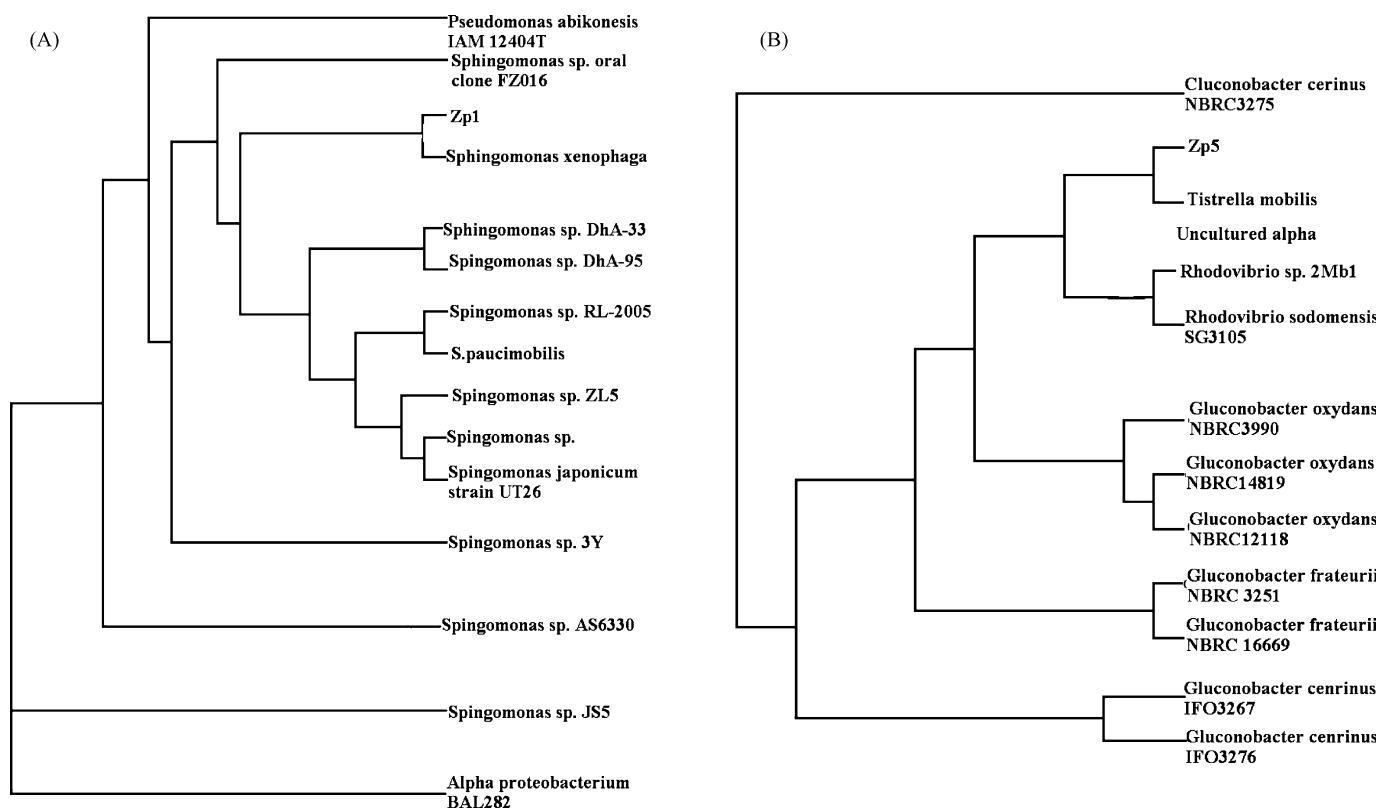 (A)
Pseudomonas abikonesis
IAM 12404T
Sphingomonas sp. oral
clone FZ016
Zp1
Sphingomonas xenophaga
Sphingomonas sp. DhA-33
Spingomonas sp. DhA-95
Spingomonas sp. RL-2005
S.paucimobilis
Spingomonas sp. ZL5
Spingomonas sp.
Spingomonas japonicum
strain UT26
Spingomonas sp. 3Y
Spingomonas sp. AS6330
Spingomonas sp. JS5
Alpha proteobacterium
BAL282
(B)
Cluconobacter cerinus
NBRC3275
Zp5
Tistrella mobilis
Uncultured alpha
Rhodovibrio sp. 2Mb1
Rhodovibrio sodomensis
SG3105
Gluconobacter oxydans
NBRC3990
Gluconobacter oxydans
NBRC14819
Gluconobacter oxydans
NBRC12118
Gluconobacter frateurii
NBRC 3251
Gluconobacter frateurii
NBRC 16669
Gluconobacter cenrinus
IFO3267
Gluconobacter cenrinus
IFO3276